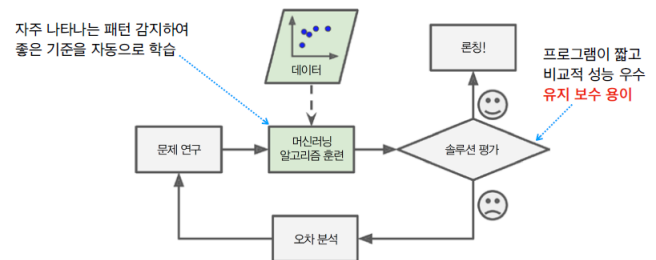 자주 나타나는 패턴 감지하여
좋은 기준을 자동으로 학습
데이터
론칭!
프로그램이 짧고
비교적 성능 우수
유지 보수 용이
문제 연구
머신러닝
알고리즘 훈련
솔루션 평가
오차 분석